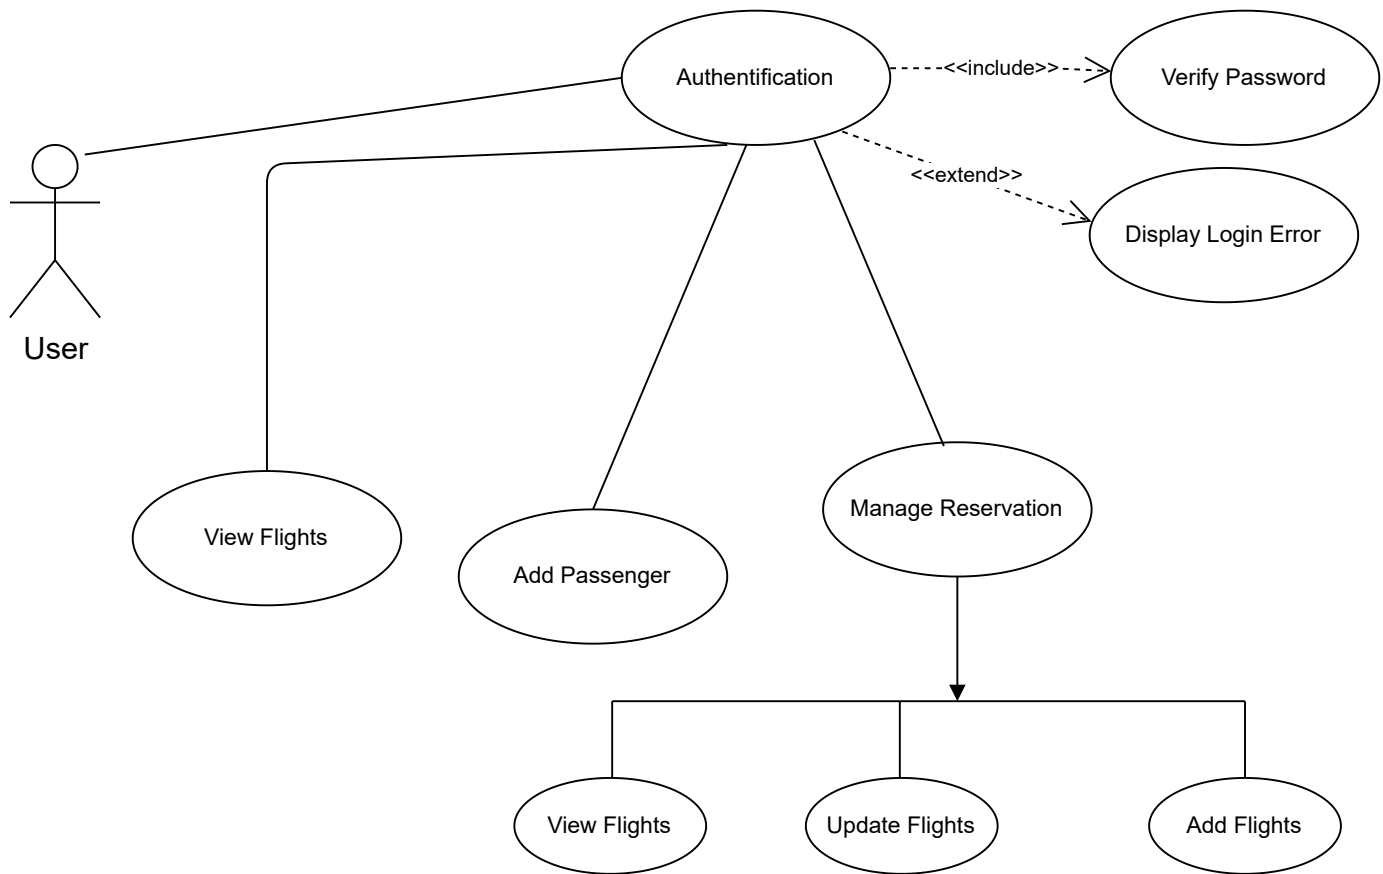 Authentification
<<include>>
Verify Password
<<extend>>
Display Login Error
User
Manage Reservation
View Flights
Add Passenger
View Flights
Update Flights
Add Flights